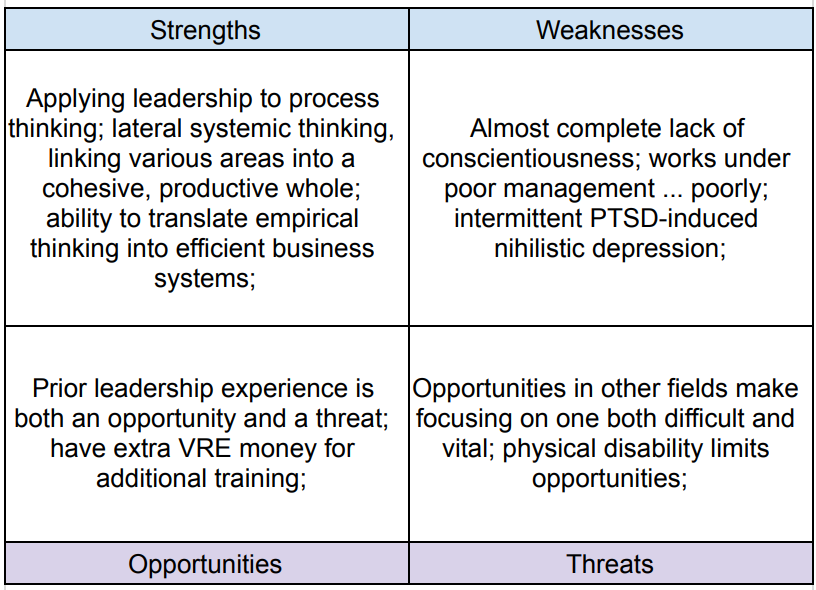 Strengths
Weaknesses
Applying leadership to process
thinking; lateral systemic thinking,
linking various areas into a
cohesive, productive whole;
ability to translate empirical
thinking into efficient business
systems;
Almost complete lack of
conscientiousness; works under
poor management ... poorly;
intermittent PTSD-induced
nihilistic depression;
Prior leadership experience is
both an opportunity and a threat;
have extra VRE money for
additional training;
Opportunities in other fields make
focusing on one both difficult and
vital; physical disability limits
opportunities;
Opportunities
Threats